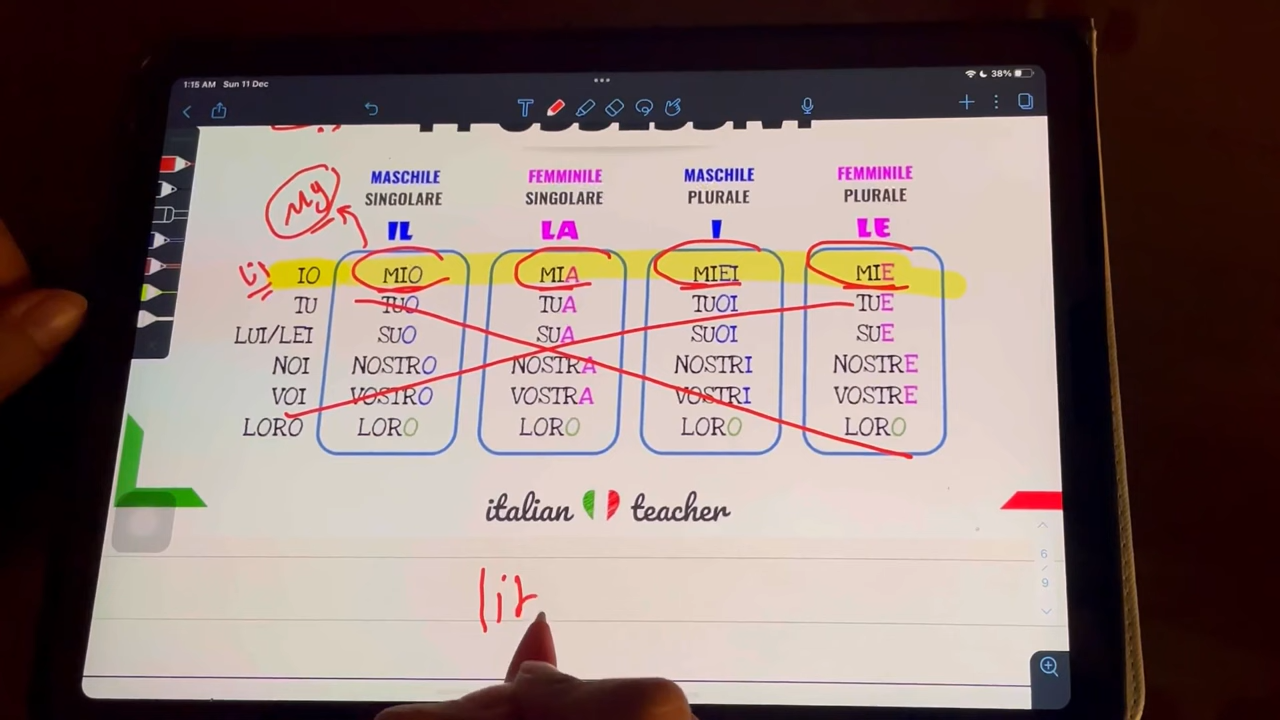 1:15 AM Sun 11 Dec
38%
MASCHILE FEMMINILE MASCHILE FEMMINILE
SINGOLARE SINGOLARE PLURALE PLURALE
My
IL LA I LE
IO MIO MIA MIEI MIE
TU TUO TUA TUOI TUE
LUI/LEI SUO SUA SUOI SUE
NOI NOSTRO NOSTRA NOSTRI NOSTRE
VOI VOSTRO VOSTRA VOSTRI VOSTRE
LORO LORO LORO LORO LORO
italian teacher
6
/
9